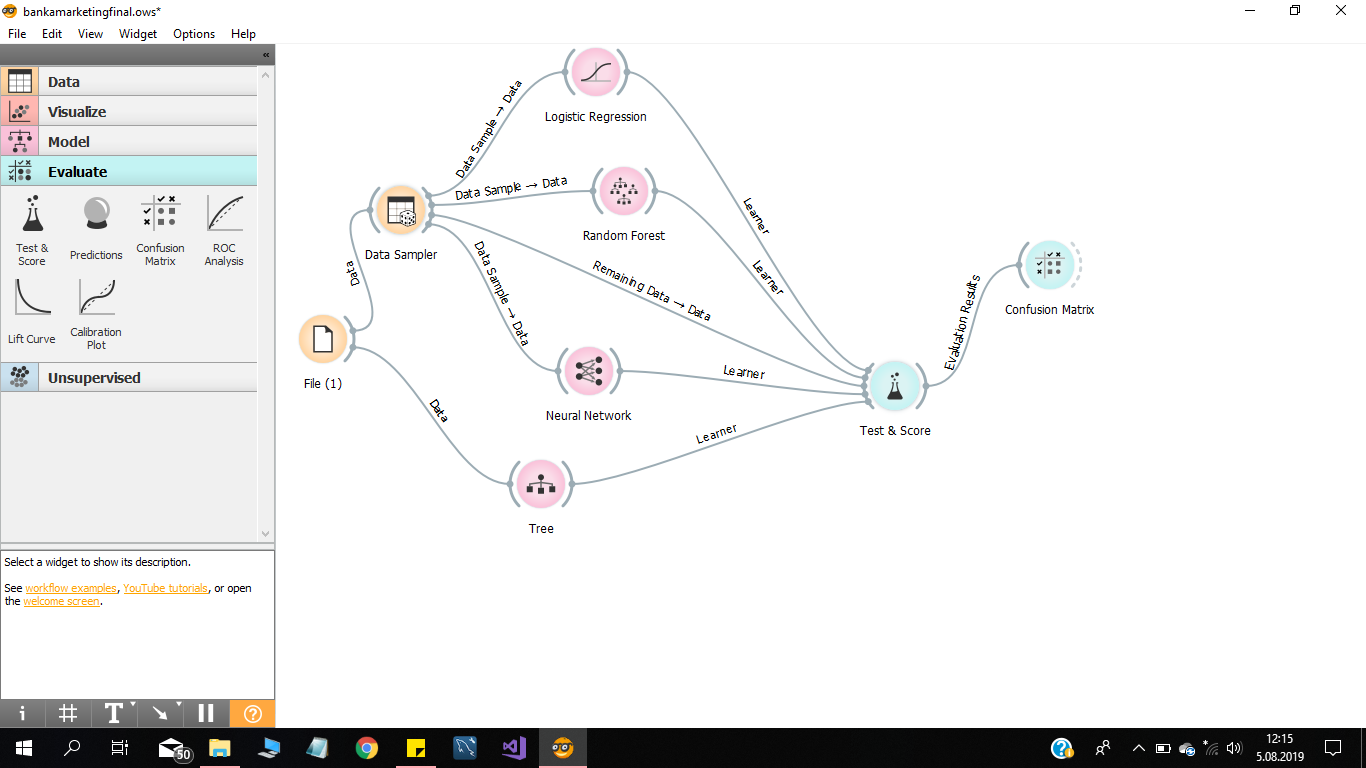 bankamarketingfinal.ows*
File Edit View Widget Options Help
«
Data
Visualize
Model
Evaluate
Test & Score
Predictions
Confusion Matrix
ROC Analysis
Lift Curve
Calibration Plot
Unsupervised
Select a widget to show its description.
See workflow examples, YouTube tutorials, or open
the welcome screen.
Logistic Regression
Data Sample → Data
Data Sample → Data
Random Forest
Data Sampler
Data
Data Sample → Data
Remaining Data → Data
Learner
Learner
File (1)
Data
Neural Network
Learner
Learner
Tree
Test & Score
Evaluation Results
Confusion Matrix
i # T ?
50
12:15
5.08.2019